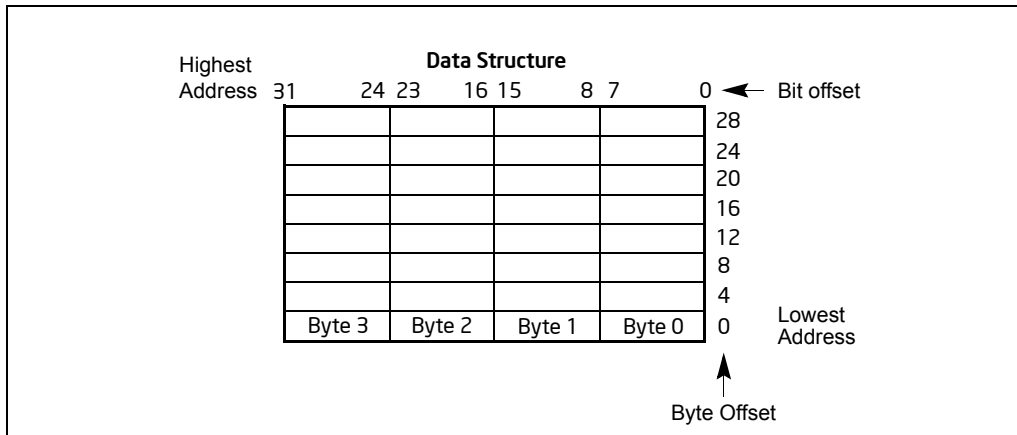 Data Structure
Highest
Address
31 24 23 16 15 8 7 0
Bit offset
28
24
20
16
12
8
4
Byte 3 Byte 2 Byte 1 Byte 0 0
Lowest
Address
Byte Offset